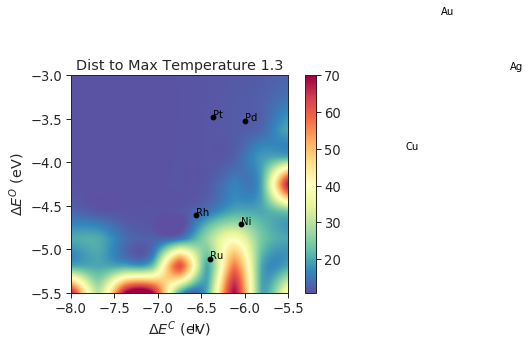 Au
Dist to Max Temperature 1.3
Ag
Pt
Pd
Cu
Rh
Ni
Ru
−3.0
−3.5
−4.0
−4.5
−5.0
−5.5
ΔE^O (eV)
−8.0 −7.5 −7.0 −6.5 −6.0 −5.5
ΔE^C (eV)
70
60
50
40
30
20